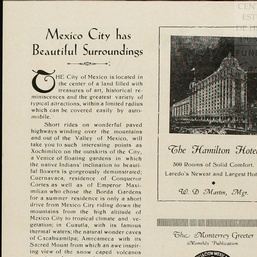 Mexico City has
Beautiful Surroundings
THE City of Mexico is located in
the center of a land filled with
treasures of art, historical re-
miniscences and the greatest variety of
typical attractions, within a limited radius
which can be covered easily by auto-
mobile.
Short rides on wonderful paved
highways winding over the mountains
and out of the Valley of Mexico, will
take you to such interesting points as
Xochimilco on the outskirts of the City,
a Venice of floating gardens in which
the native Indians' inclination to beauti-
ful flowers is gorgeously demonstrated;
Cuernavaca, residence of Conqueror
Cortes as well as of Emperor Maxi-
milian who chose the Borda Gardens
for a summer residence is only a short
drive from Mexico City riding down the
mountains from the high altitude of
Mexico City to tropical climate and ve-
getation; in Cuautla, with its famous
thermal waters; the natural wonder caves
of Cacahuamilpa; Amecameca with its
Sacred Mount from which an awe inspir-
ing view of the snow caped volcanos
The Hamilton Hote
300 Rooms of Solid Comfort.
Laredo's Newest and Largest Hot
W. D. Martin, Mgr.
The Monterrey Greeter
Monthly Publication